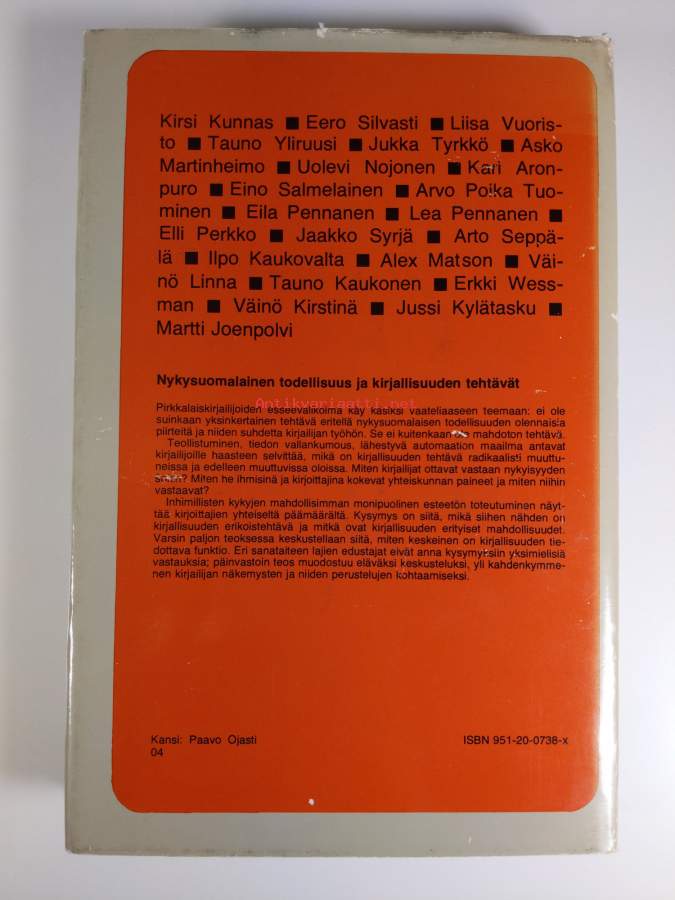 Kirsi Kunnas ■ Eero Silvasti ■ Liisa Vuoris-
to ■ Tauno Yliruusi ■ Jukka Tyrkkö ■ Asko
Martinheimo ■ Uolevi Nojonen ■ Kari Aron-
puro ■ Eino Salmelainen ■ Arvo Poika Tuo-
minen ■ Eila Pennanen ■ Lea Pennanen ■
Elli Perkko ■ Jaakko Syrjä ■ Arto Seppä-
lä ■ Ilpo Kaukovalta ■ Alex Matson ■ Väi-
nö Linna ■ Tauno Kaukonen ■ Erkki Wess-
man ■ Väinö Kirstinä ■ Jussi Kylätasku ■
Martti Joenpolvi
Nykysuomalainen todellisuus ja kirjallisuuden tehtävät
Antikvariaatti.net
Pirkkalaiskirjailijoiden esseevalikoima käy käsiksi vaateliaaseen teemaan: ei ole
suinkaan yksinkertainen tehtävä eritellä nykysuomalaisen todellisuuden olennaisia
piirteitä ja niiden suhdetta kirjailijan työhön. Se ei kuitenkaan ole mahdoton tehtävä.
Teollistuminen, tiedon vallankumous, lähestyvä automaation maailma antavat
kirjailijoille haasteen selvittää, mikä on kirjallisuuden tehtävä radikaalisti muuttu-
neissa ja edelleen muuttuvissa oloissa. Miten kirjailijat ottavat vastaan nykyisyyden
Miten he ihmisinä ja kirjoittajina kokevat yhteiskunnan paineet ja miten niihin
vastaavat?
Inhimillisten kykyjen mahdollisimman monipuolinen esteetön toteutuminen näyt-
tää kirjoittajien yhteiseltä päämäärältä. Kysymys on siitä, mikä siihen nähden on
kirjallisuuden erikoistehtävä ja mitkä ovat kirjallisuuden erityiset mahdollisuudet.
Varsin paljon teoksessa keskustellaan siitä, miten keskeinen on kirjallisuuden tie-
dottava funktio. Eri sanataiteen lajien edustajat eivät anna kysymyksiin yksimielisiä
vastauksia; päinvastoin teos muodostuu eläväksi keskusteluksi, yli kahdenkymme-
nen kirjailijan näkemysten ja niiden perustelujen kohtaamiseksi.
Kansi: Paavo Ojasti
04
ISBN 951-20-0738-x